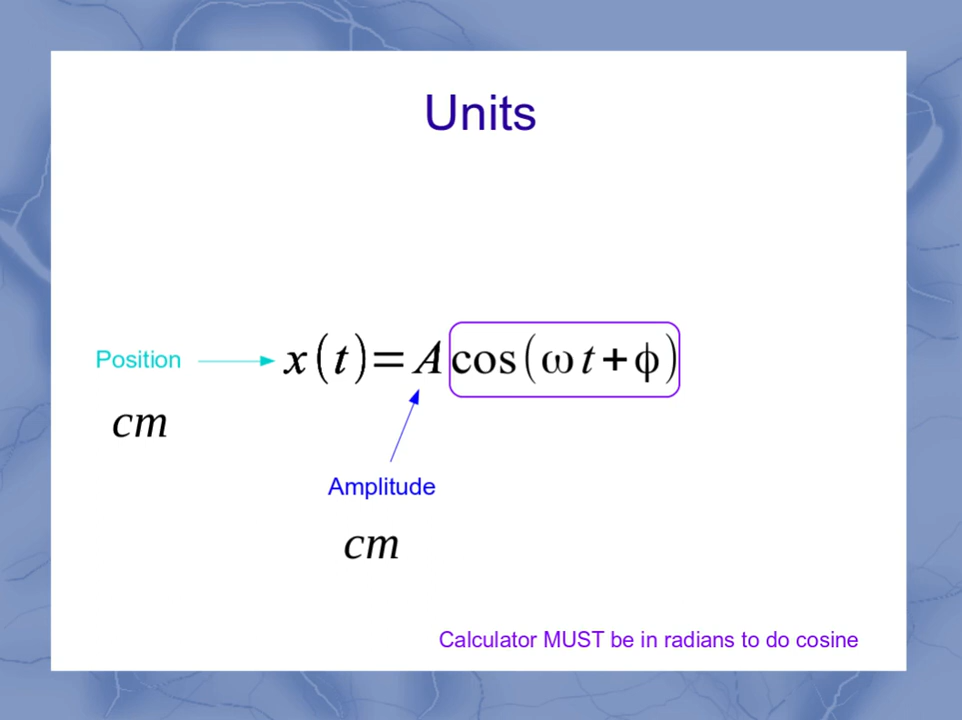 Units
Position
x(t)=A cos(ωt+ϕ)
cm
Amplitude
cm
Calculator MUST be in radians to do cosine